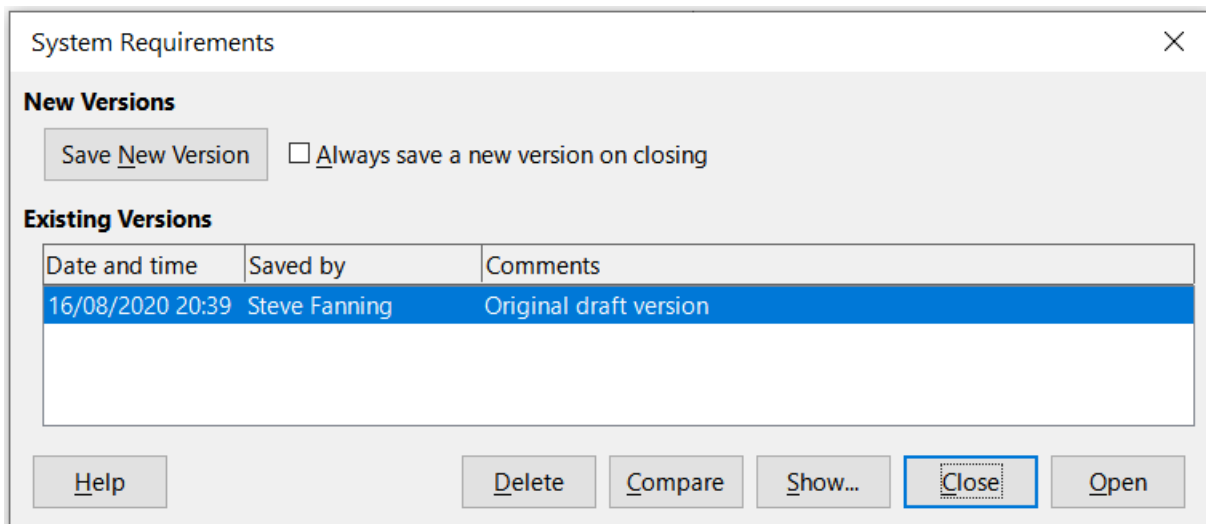 System Requirements
New Versions
Save New Version Always save a new version on closing
Existing Versions
Date and time Saved by Comments
16/08/2020 20:39 Steve Fanning Original draft version
Help Delete Compare Show... Close Open